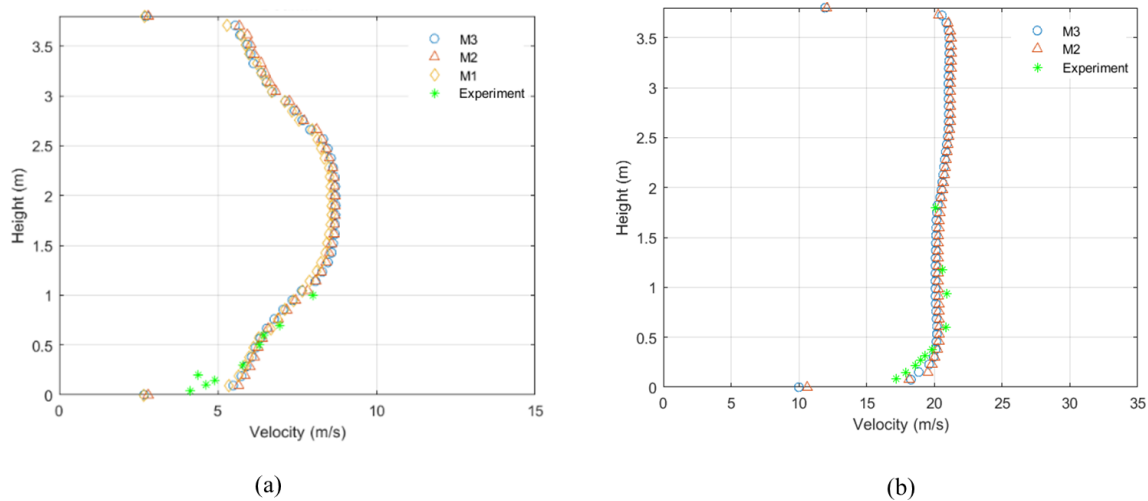 3.5
3
2.5
2
1.5
1
0.5
0
Height (m)
0 5 10 15
Velocity (m/s)
M3
M2
M1
Experiment
(a)
3.5
3
2.5
2
1.5
1
0.5
0
Height (m)
0 5 10 15 20 25 30 35
Velocity (m/s)
M3
M2
Experiment
(b)